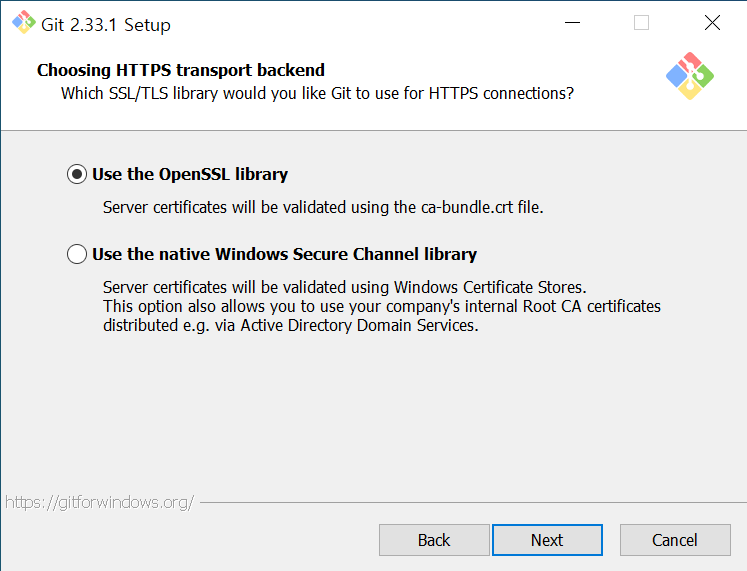 Git 2.33.1 Setup
Choosing HTTPS transport backend
Which SSL/TLS library would you like Git to use for HTTPS connections?
Use the OpenSSL library
Server certificates will be validated using the ca-bundle.crt file.
Use the native Windows Secure Channel library
Server certificates will be validated using Windows Certificate Stores.
This option also allows you to use your company's internal Root CA certificates
distributed e.g. via Active Directory Domain Services.
https://gitforwindows.org/
Back Next Cancel